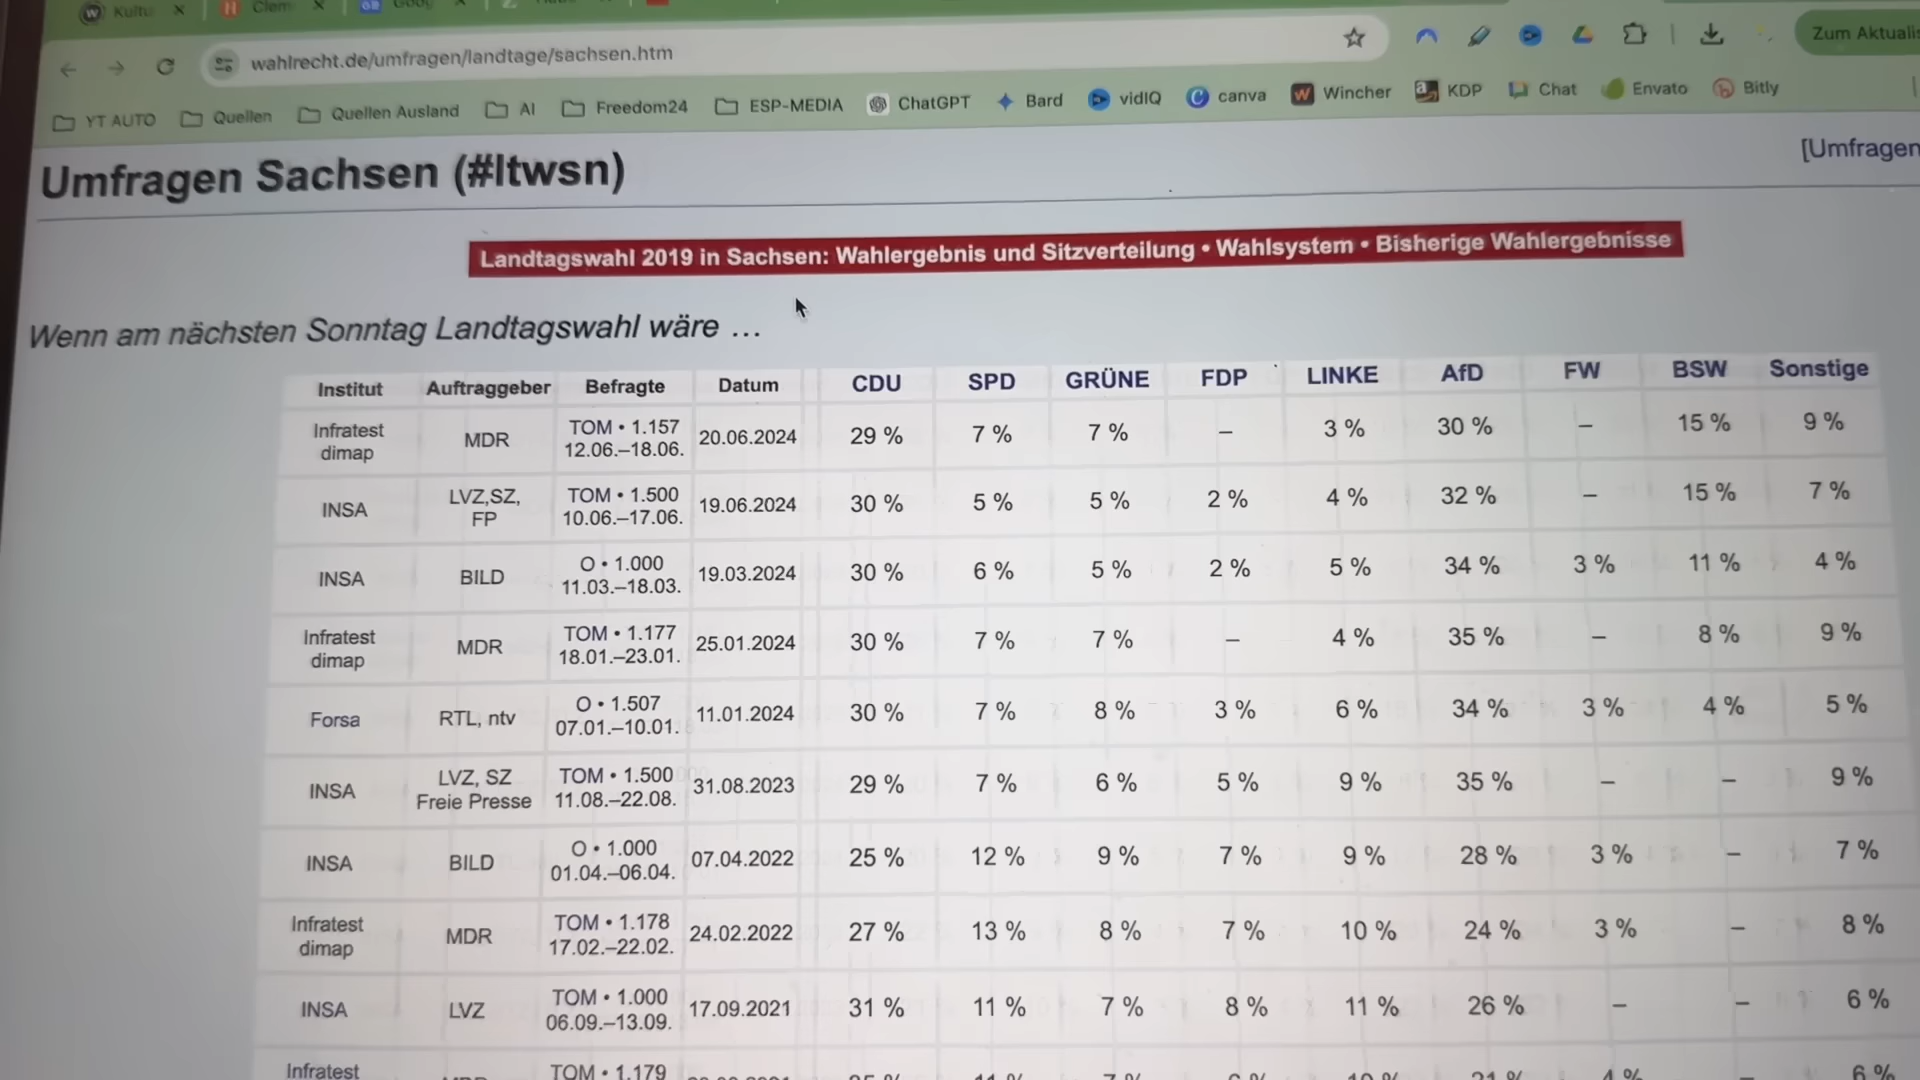 Kultu
Clem
wahlrecht.de/umfragen/landtage/sachsen.htm
Zum Aktualis
YT AUTO Quellen Quellen Ausland AI Freedom24 ESP-MEDIA ChatGPT Bard vidIQ canva Wincher KDP Chat Envato Bitly
Umfragen Sachsen (#ltwsn)
[Umfragen
Landtagswahl 2019 in Sachsen: Wahlergebnis und Sitzverteilung • Wahlsystem • Bisherige Wahlergebnisse
Wenn am nächsten Sonntag Landtagswahl wäre …
Institut Auftraggeber Befragte Datum CDU SPD GRÜNE FDP LINKE AfD FW BSW Sonstige
Infratest dimap MDR TOM • 1.157 12.06.–18.06. 20.06.2024 29 % 7 % 7 % – 3 % 30 % – 15 % 9 %
INSA LVZ,SZ, FP TOM • 1.500 10.06.–17.06. 19.06.2024 30 % 5 % 5 % 2 % 4 % 32 % – 15 % 7 %
INSA BILD O • 1.000 11.03.–18.03. 19.03.2024 30 % 6 % 5 % 2 % 5 % 34 % 3 % 11 % 4 %
Infratest dimap MDR TOM • 1.177 18.01.–23.01. 25.01.2024 30 % 7 % 7 % – 4 % 35 % – 8 % 9 %
Forsa RTL, ntv O • 1.507 07.01.–10.01. 11.01.2024 30 % 7 % 8 % 3 % 6 % 34 % 3 % 4 % 5 %
INSA LVZ, SZ Freie Presse TOM • 1.500 11.08.–22.08. 31.08.2023 29 % 7 % 6 % 5 % 9 % 35 % – – 9 %
INSA BILD O • 1.000 01.04.–06.04. 07.04.2022 25 % 12 % 9 % 7 % 9 % 28 % 3 % – 7 %
Infratest dimap MDR TOM • 1.178 17.02.–22.02. 24.02.2022 27 % 13 % 8 % 7 % 10 % 24 % 3 % – 8 %
INSA LVZ TOM • 1.000 06.09.–13.09. 17.09.2021 31 % 11 % 7 % 8 % 11 % 26 % – – 6 %
Infratest TOM • 1.179 6 %